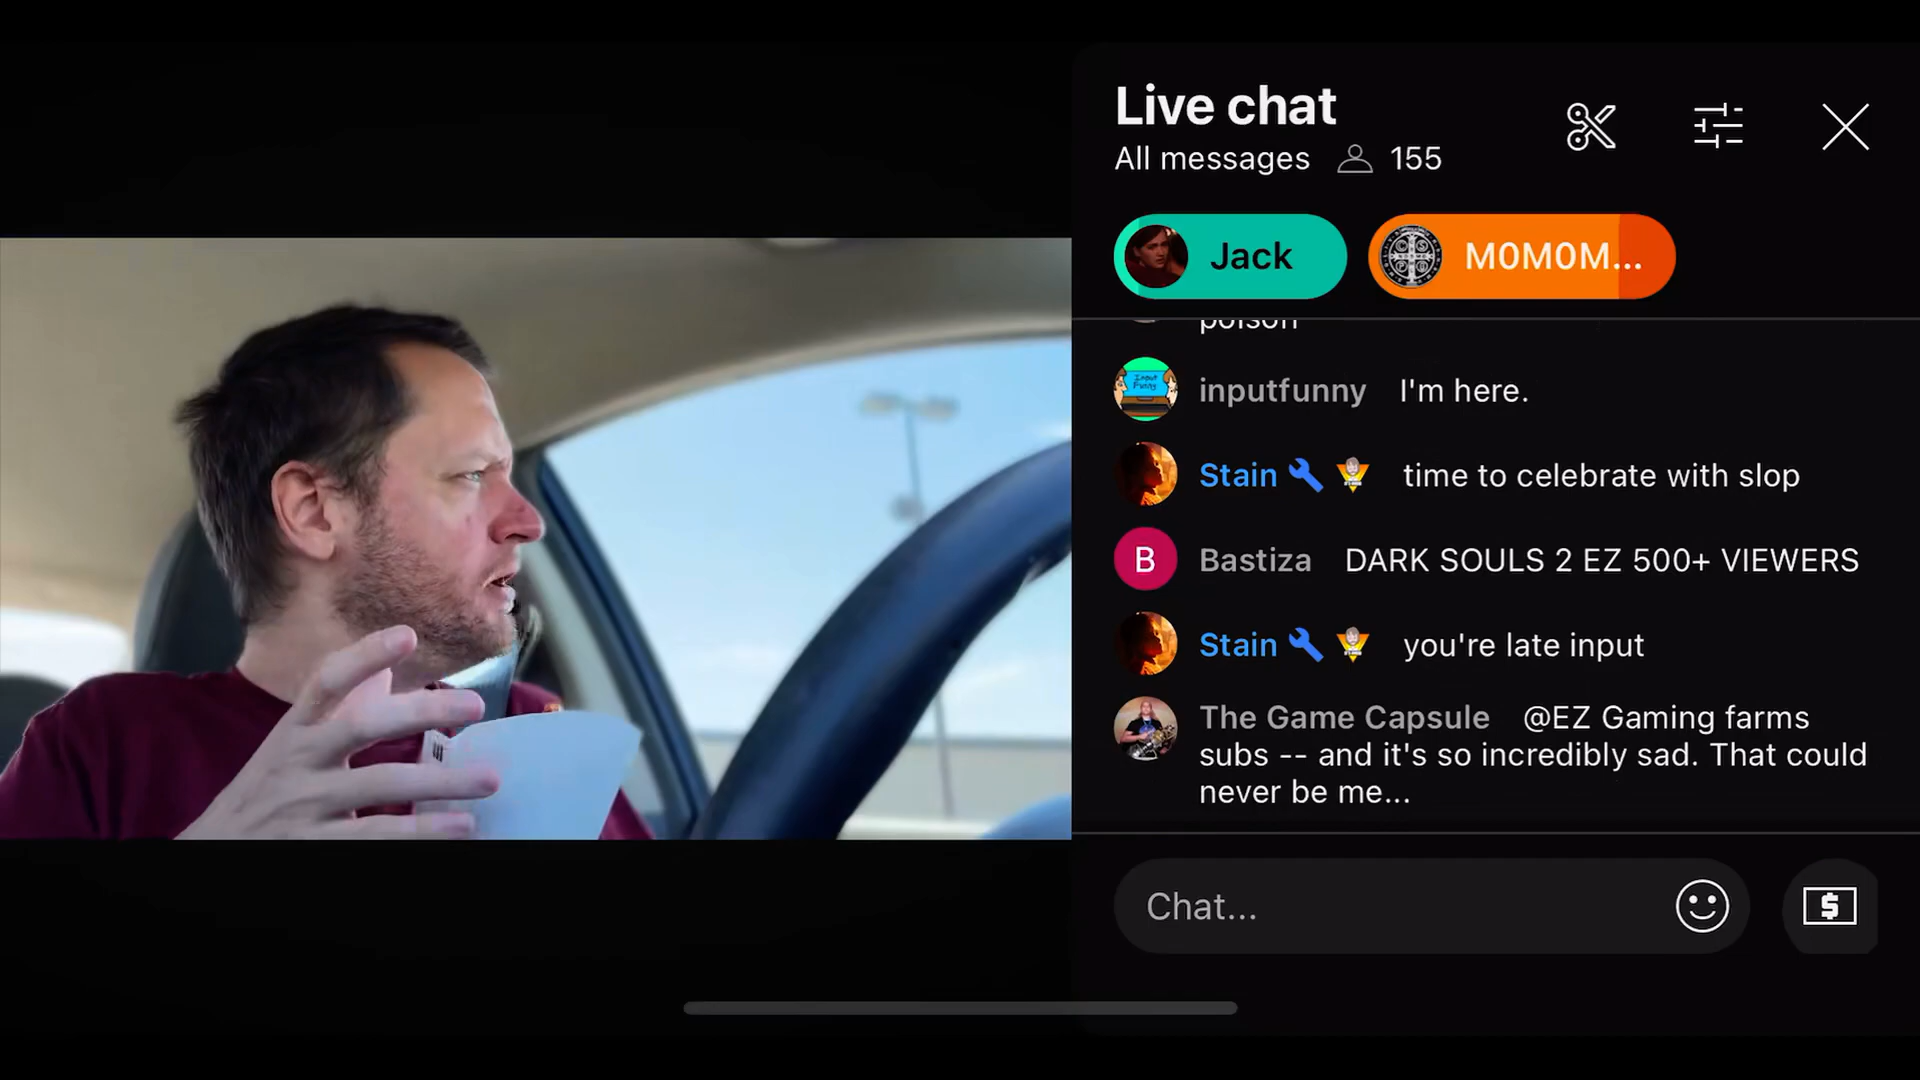 Live chat
All messages 155
Jack M0M0M...
poison
inputfunny I'm here.
Stain time to celebrate with slop
B Bastiza DARK SOULS 2 EZ 500+ VIEWERS
Stain you're late input
The Game Capsule @EZ Gaming farms
subs -- and it's so incredibly sad. That could
never be me...
Chat...
$